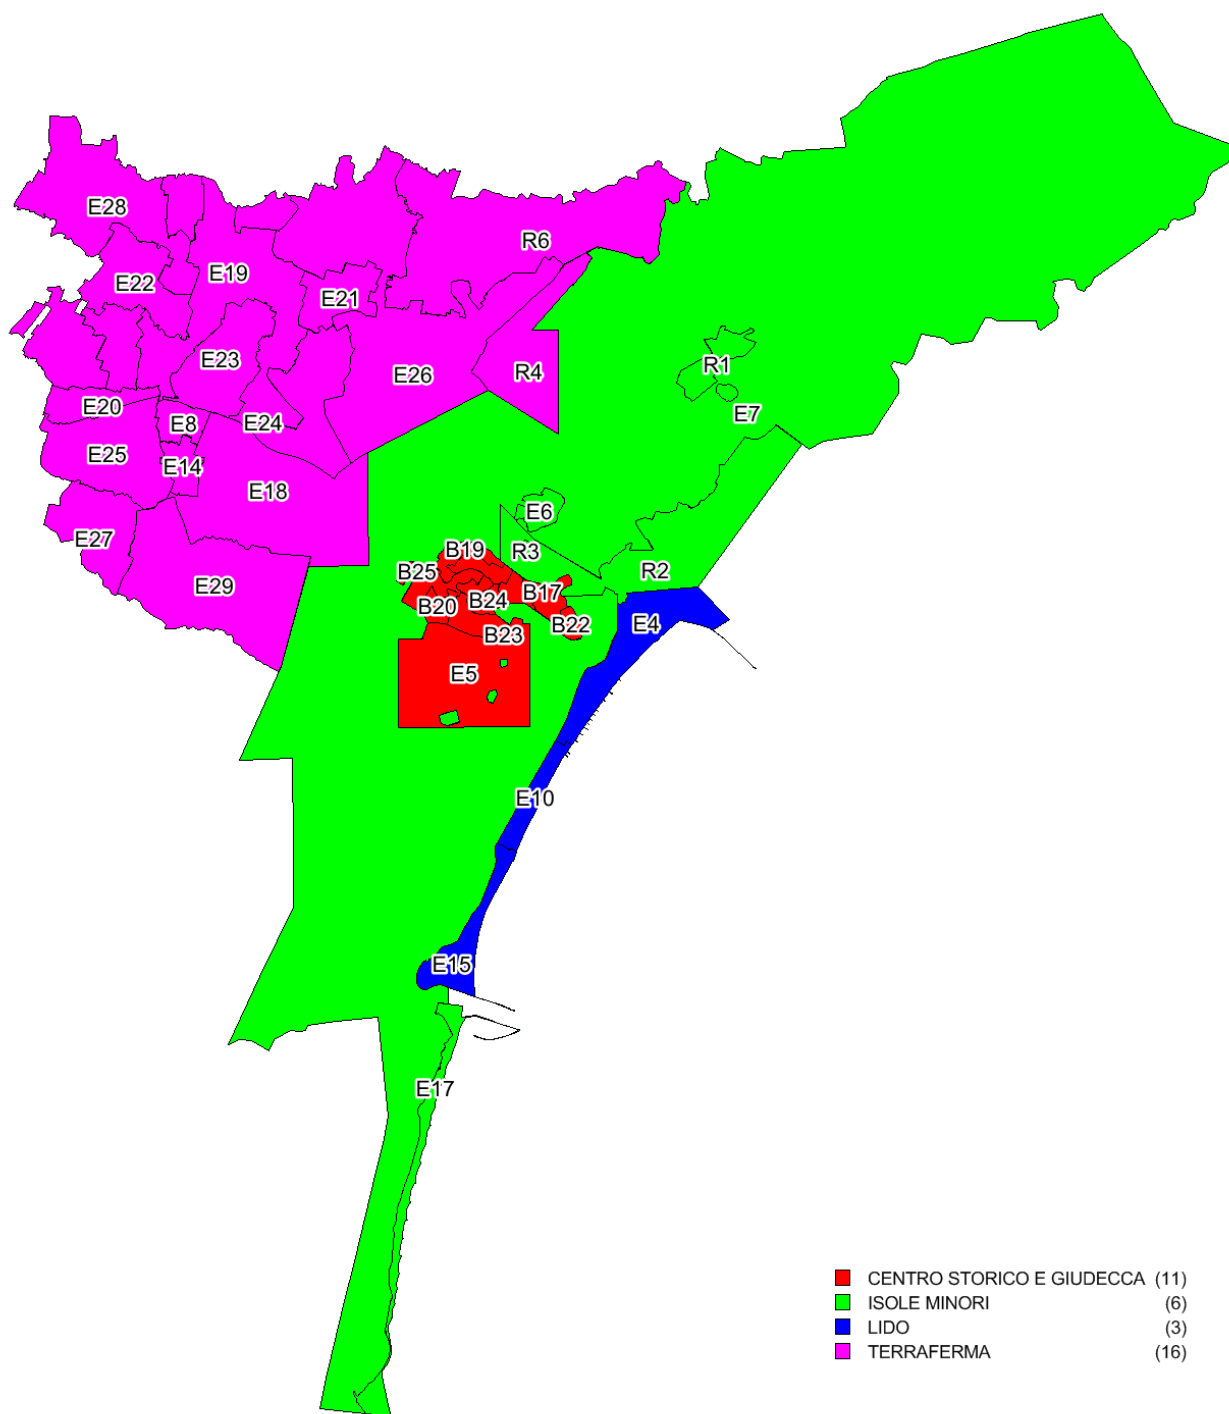 E28
R6
E19
E22
E21
E23
R1
R4
E26
E20
E7
E8
E24
E25
E14
E18
E6
E27
R3
B19
B25
R2
E29
B17
B24
B20
B22
E4
B23
E5
E10
E15
E17
CENTRO STORICO E GIUDECCA (11)
ISOLE MINORI (6)
LIDO (3)
TERRAFERMA (16)